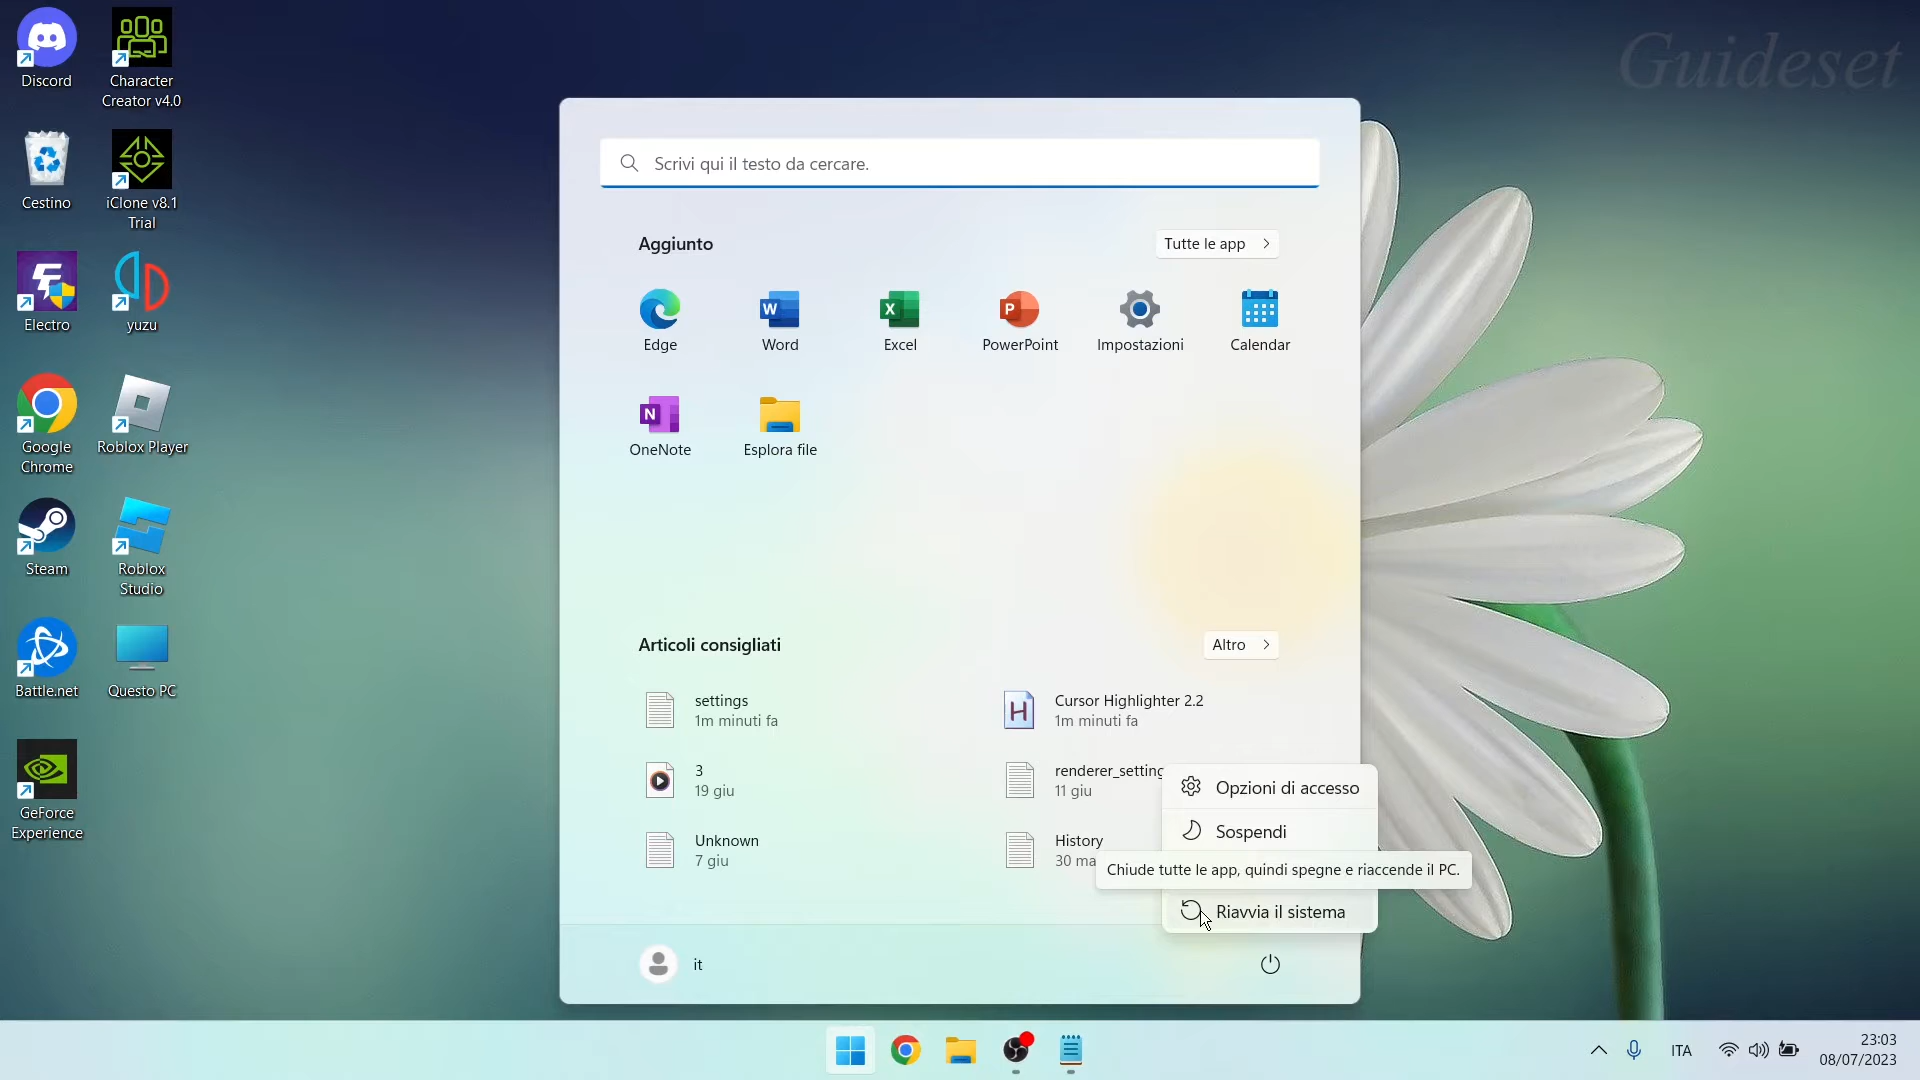 Guideset
Discord
Character
Creator v4.0
Cestino
iClone v8.1
Trial
Electro
yuzu
Google
Chrome
Roblox Player
Steam
Roblox
Studio
Battle.net
Questo PC
GeForce
Experience
Scrivi qui il testo da cercare.
Aggiunto
Tutte le app
Edge
Word
Excel
PowerPoint
Impostazioni
Calendar
OneNote
Esplora file
Articoli consigliati
Altro
settings
1m minuti fa
Cursor Highlighter 2.2
1m minuti fa
3
19 giu
renderer_setting
11 giu
Unknown
7 giu
History
30 ma
Opzioni di accesso
Sospendi
Chiude tutte le app, quindi spegne e riaccende il PC.
Riavvia il sistema
it
ITA
23:03
08/07/2023